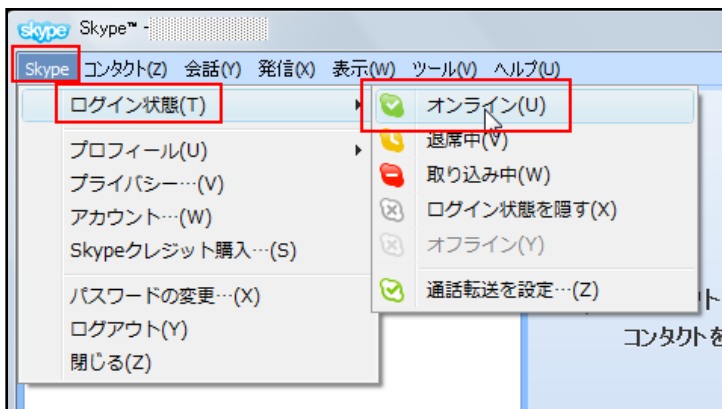 skype Skype™ -
Skype コンタクト(Z) 会話(Y) 発信(X) 表示(W) ツール(V) ヘルプ(U)
ログイン状態(T)
プロフィール(U)
プライバシー…(V)
アカウント…(W)
Skypeクレジット購入…(S)
パスワードの変更…(X)
ログアウト(Y)
閉じる(Z)
オンライン(U)
退席中(V)
取り込み中(W)
ログイン状態を隠す(X)
オフライン(Y)
通話転送を設定…(Z)
ト
コンタクトを